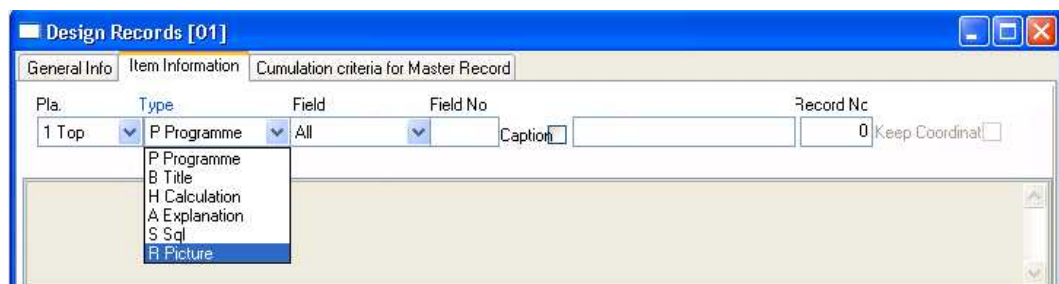 Design Records [01]
General Info Item Information Cumulation criteria for Master Record
Pla. Type Field Field No Record Nc
1 Top P Programme All Caption 0 Keep Coordinat
P Programme
B Title
H Calculation
A Explanation
S Sql
R Picture